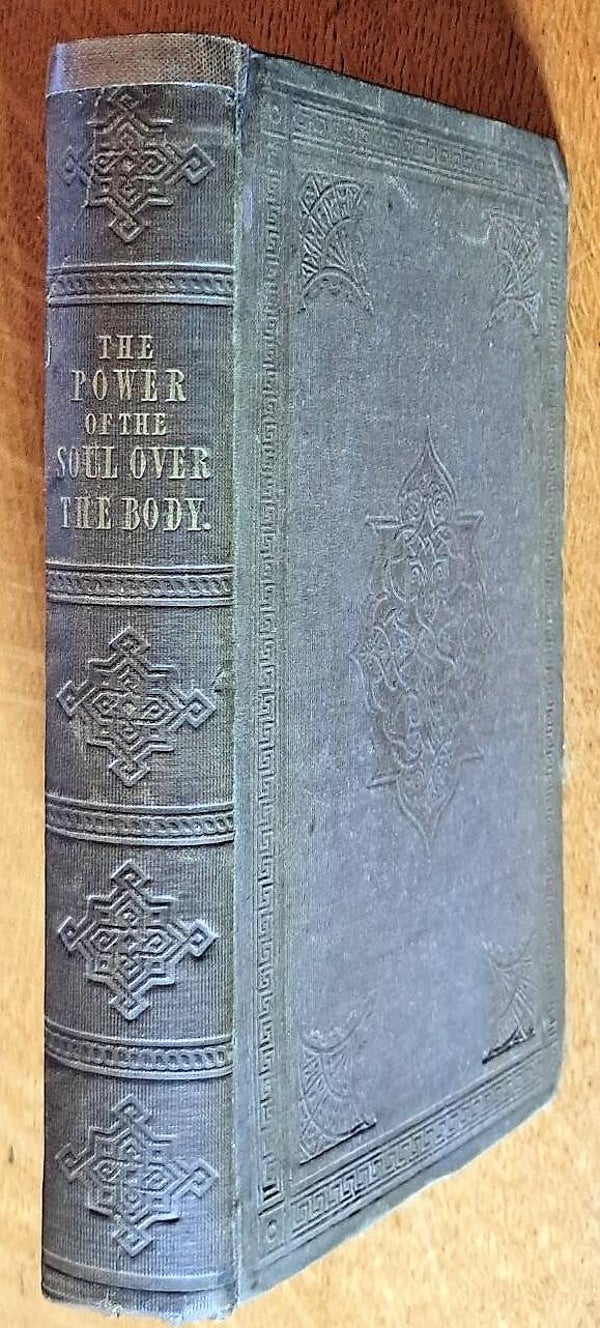 THE
POWER
OF THE
SOUL OVER
THE BODY.